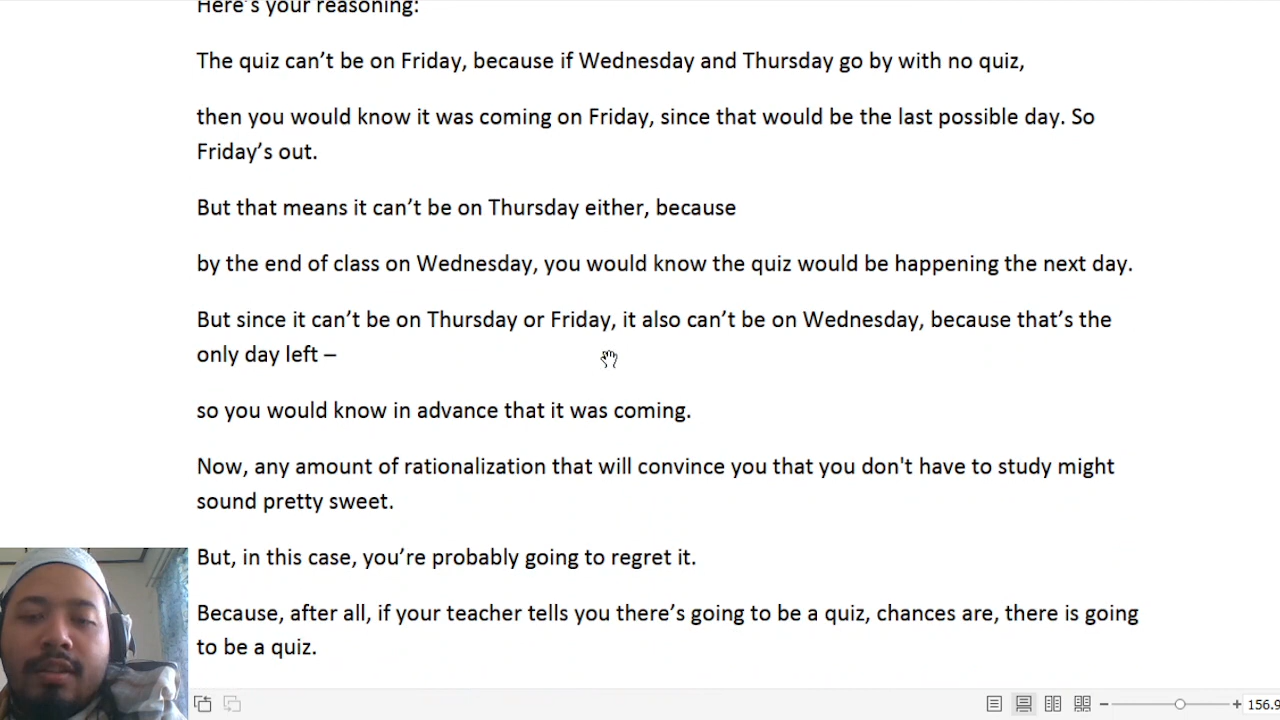 Here's your reasoning:
The quiz can’t be on Friday, because if Wednesday and Thursday go by with no quiz,
then you would know it was coming on Friday, since that would be the last possible day. So
Friday’s out.
But that means it can’t be on Thursday either, because
by the end of class on Wednesday, you would know the quiz would be happening the next day.
But since it can’t be on Thursday or Friday, it also can’t be on Wednesday, because that’s the
only day left –
so you would know in advance that it was coming.
Now, any amount of rationalization that will convince you that you don't have to study might
sound pretty sweet.
But, in this case, you’re probably going to regret it.
Because, after all, if your teacher tells you there’s going to be a quiz, chances are, there is going
to be a quiz.
156.9